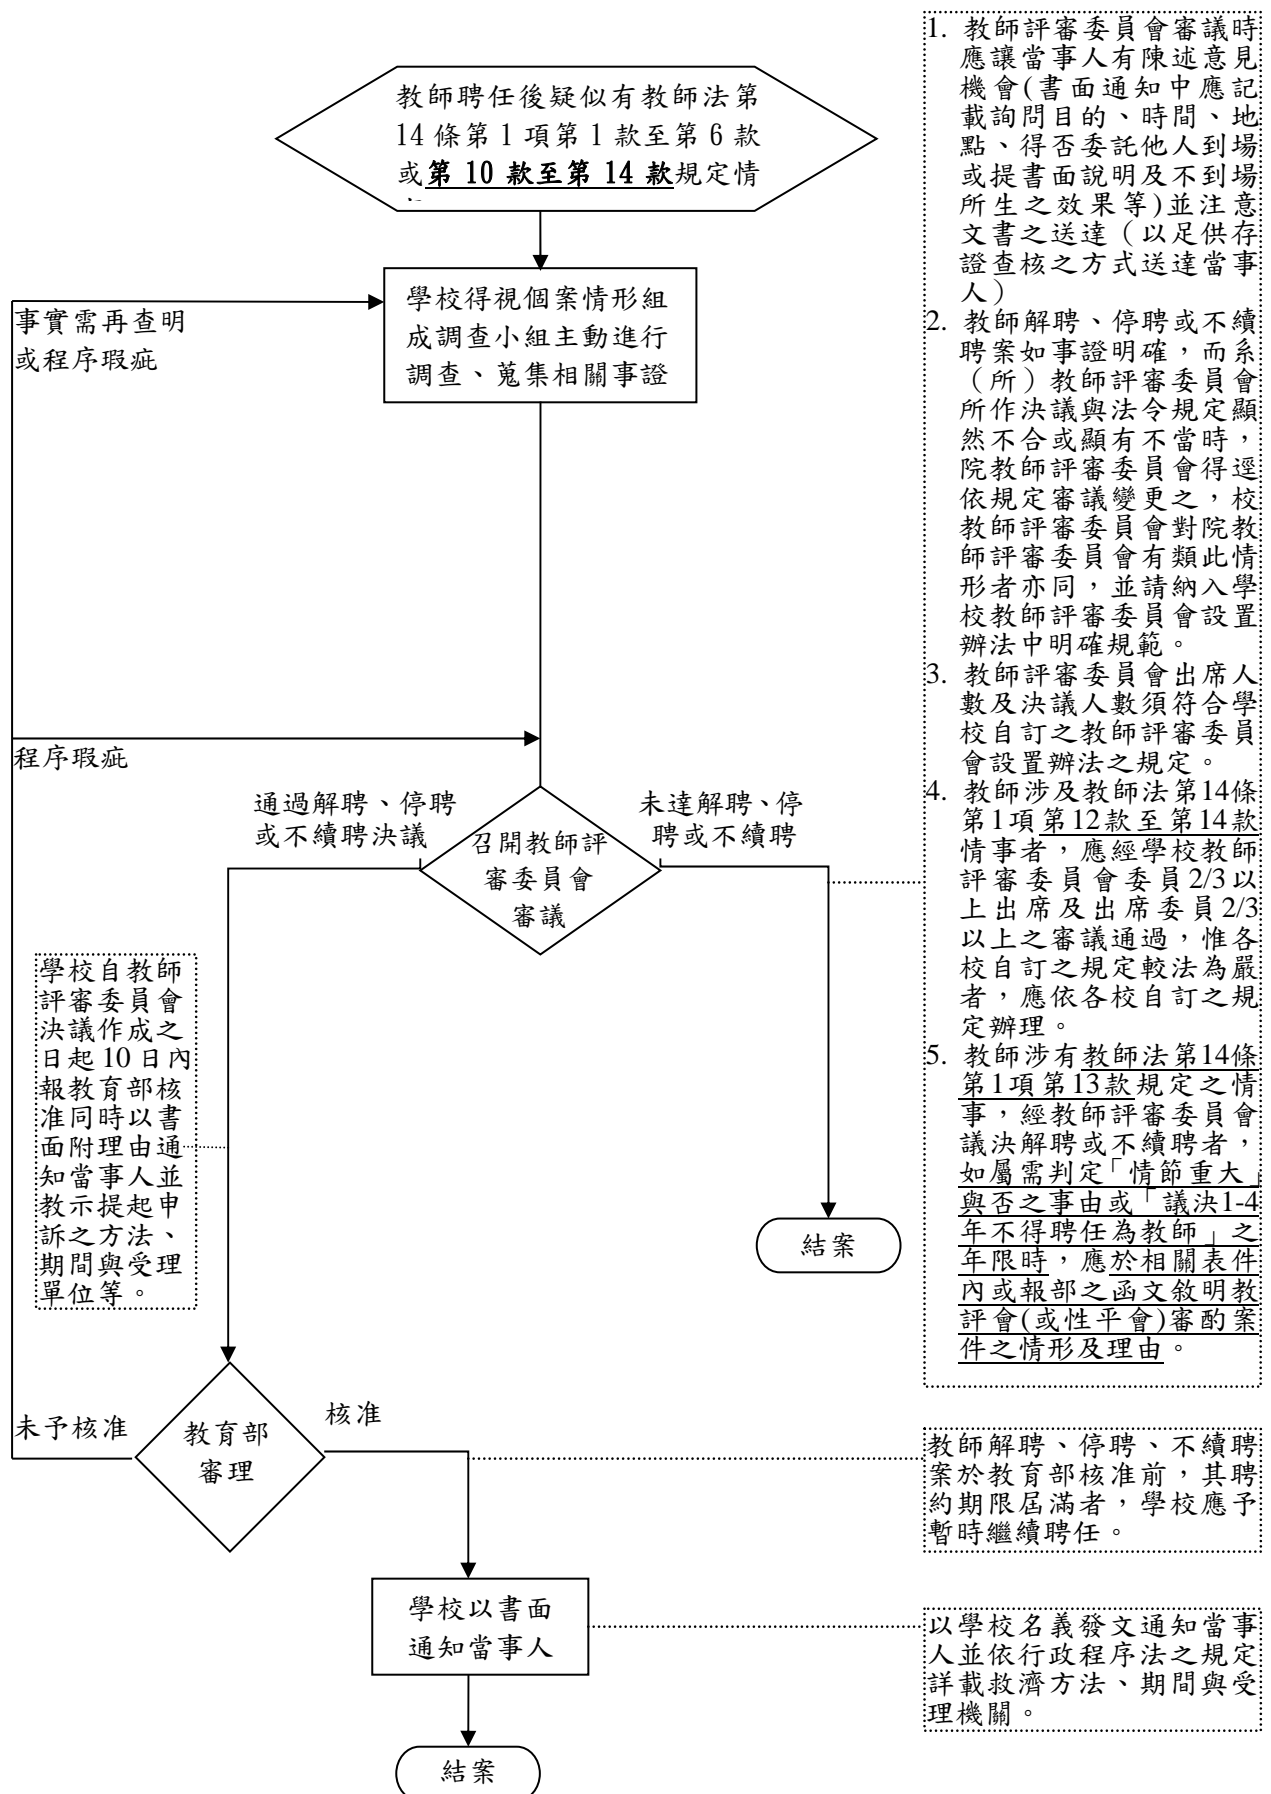 教師聘任後疑似有教師法第
14 條第 1 項第 1 款至第 6 款
或第 10 款至第 14 款規定情
學校得視個案情形組
成調查小組主動進行
調查、蒐集相關事證
事實需再查明
或程序瑕疵
程序瑕疵
通過解聘、停聘
或不續聘決議
未達解聘、停
聘或不續聘
召開教師評
審委員會
審議
學校自教師
評審委員會
決議作成之
日起 10 日內
報教育部核
准同時以書
面附理由通
知當事人並
教示提起申
訴之方法、
期間與受理
單位等。
結案
未予核准
教育部
審理
核准
學校以書面
通知當事人
結案
1. 教師評審委員會審議時
應讓當事人有陳述意見
機會(書面通知中應記
載詢問目的、時間、地
點、得否委託他人到場
或提書面說明及不到場
所生之效果等)並注意
文書之送達（以足供存
證查核之方式送達當事
人）
2. 教師解聘、停聘或不續
聘案如事證明確，而系
（所）教師評審委員會
所作決議與法令規定顯
然不合或顯有不當時，
院教師評審委員會得逕
依規定審議變更之，校
教師評審委員會對院教
師評審委員會有類此情
形者亦同，並請納入學
校教師評審委員會設置
辦法中明確規範。
3. 教師評審委員會出席人
數及決議人數須符合學
校自訂之教師評審委員
會設置辦法之規定。
4. 教師涉及教師法第14條
第1項第12款至第14款
情事者，應經學校教師
評審委員會委員2/3以
上出席及出席委員2/3
以上之審議通過，惟各
校自訂之規定較法為嚴
者，應依各校自訂之規
定辦理。
5. 教師涉有教師法第14條
第1項第13款規定之情
事，經教師評審委員會
議決解聘或不續聘者，
如屬需判定「情節重大」
與否之事由或「議決1-4
年不得聘任為教師」之
年限時，應於相關表件
內或報部之函文敘明教
評會(或性平會)審酌案
件之情形及理由。
教師解聘、停聘、不續聘
案於教育部核准前，其聘
約期限屆滿者，學校應予
暫時繼續聘任。
以學校名義發文通知當事
人並依行政程序法之規定
詳載救濟方法、期間與受
理機關。